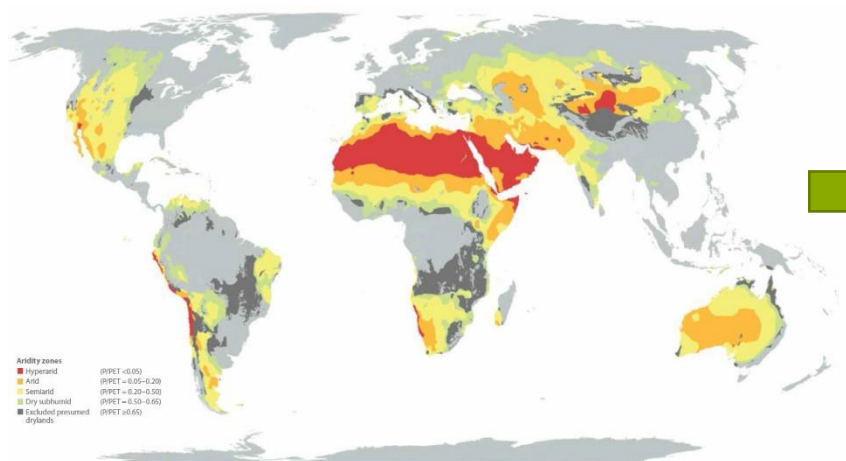 Aridity zones
Hyperarid (P/PET <0.05)
Arid (P/PET = 0.05–0.20)
Semiarid (P/PET = 0.20–0.50)
Dry subhumid (P/PET = 0.50–0.65)
Excluded presumed (P/PET ≥0.65)
drylands